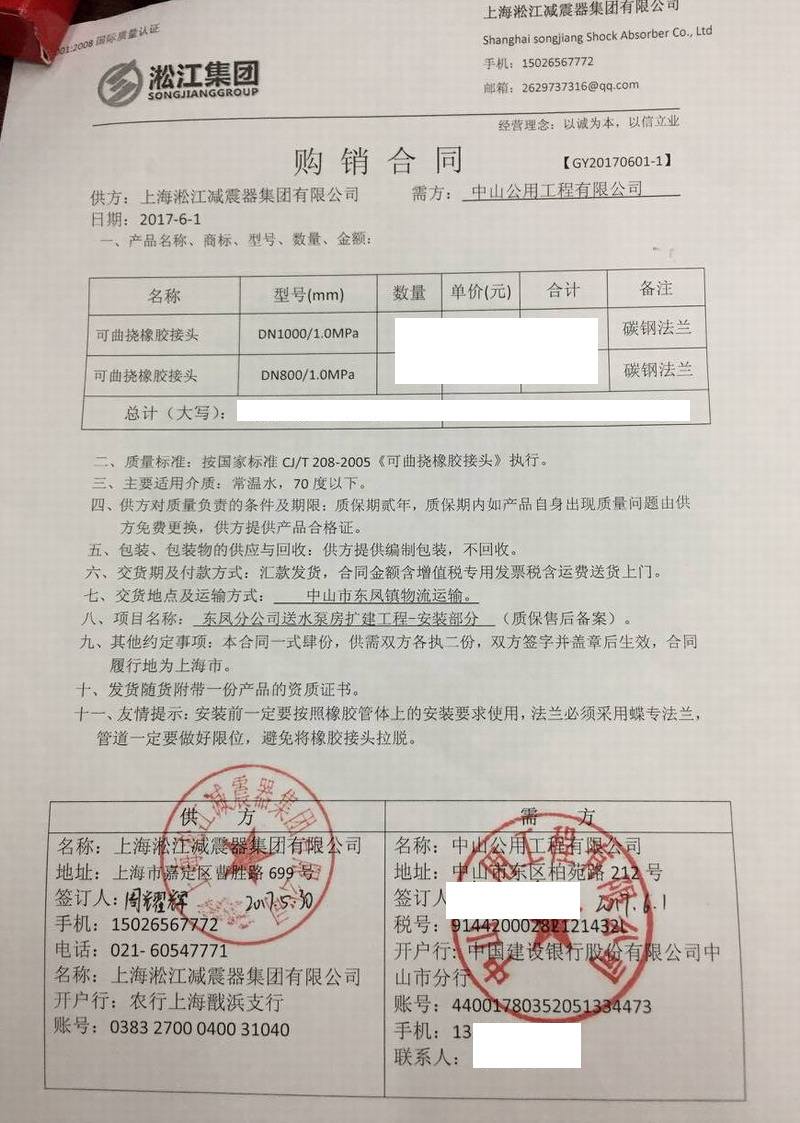 001:2008 国际质量认证
淞江集团
SONGJIANGGROUP
上海淞江减震器集团有限公司
Shanghai songjiang Shock Absorber Co., Ltd
手机：15026567772
邮箱：2629737316@qq.com
经营理念：以诚为本，以信立业
购销合同
【GY20170601-1】
供方：上海淞江减震器集团有限公司 需方：中山公用工程有限公司
日期：2017-6-1
一、产品名称、商标、型号、数量、金额：
名称 型号(mm) 数量 单价(元) 合计 备注
可曲挠橡胶接头 DN1000/1.0MPa 碳钢法兰
可曲挠橡胶接头 DN800/1.0MPa 碳钢法兰
总计（大写）：
二、质量标准：按国家标准 CJ/T 208-2005《可曲挠橡胶接头》执行。
三、主要适用介质：常温水，70 度以下。
四、供方对质量负责的条件及期限：质保期贰年，质保期内如产品自身出现质量问题由供
方免费更换，供方提供产品合格证。
五、包装、包装物的供应与回收：供方提供编制包装，不回收。
六、交货期及付款方式：汇款发货，合同金额含增值税专用发票税含运费送货上门。
七、交货地点及运输方式：中山市东凤镇物流运输。
八、项目名称：东凤分公司送水泵房扩建工程-安装部分（质保售后备案）。
九、其他约定事项：本合同一式肆份，供需双方各执二份，双方签字并盖章后生效，合同
履行地为上海市。
十、发货随货附带一份产品的资质证书。
十一、友情提示：安装前一定要按照橡胶管体上的安装要求使用，法兰必须采用蝶专法兰，
管道一定要做好限位，避免将橡胶接头拉脱。
供方
名称：上海淞江减震器集团有限公司
地址：上海市嘉定区曹胜路 699 号
签订人：周耀辉 2017.5.30
手机：15026567772
电话：021- 60547771
名称：上海淞江减震器集团有限公司
开户行：农行上海戬浜支行
账号：0383 2700 0400 31040
上海淞江减震器集团有限公司
需方
名称：中山公用工程有限公司
地址：中山市东区柏苑路 212 号
签订人 2017.6.1
税号：91442000282121432L
开户行：中国建设银行股份有限公司中
山市分行
账号：44001780352051334473
手机：13
联系人：
中山公用工程有限公司